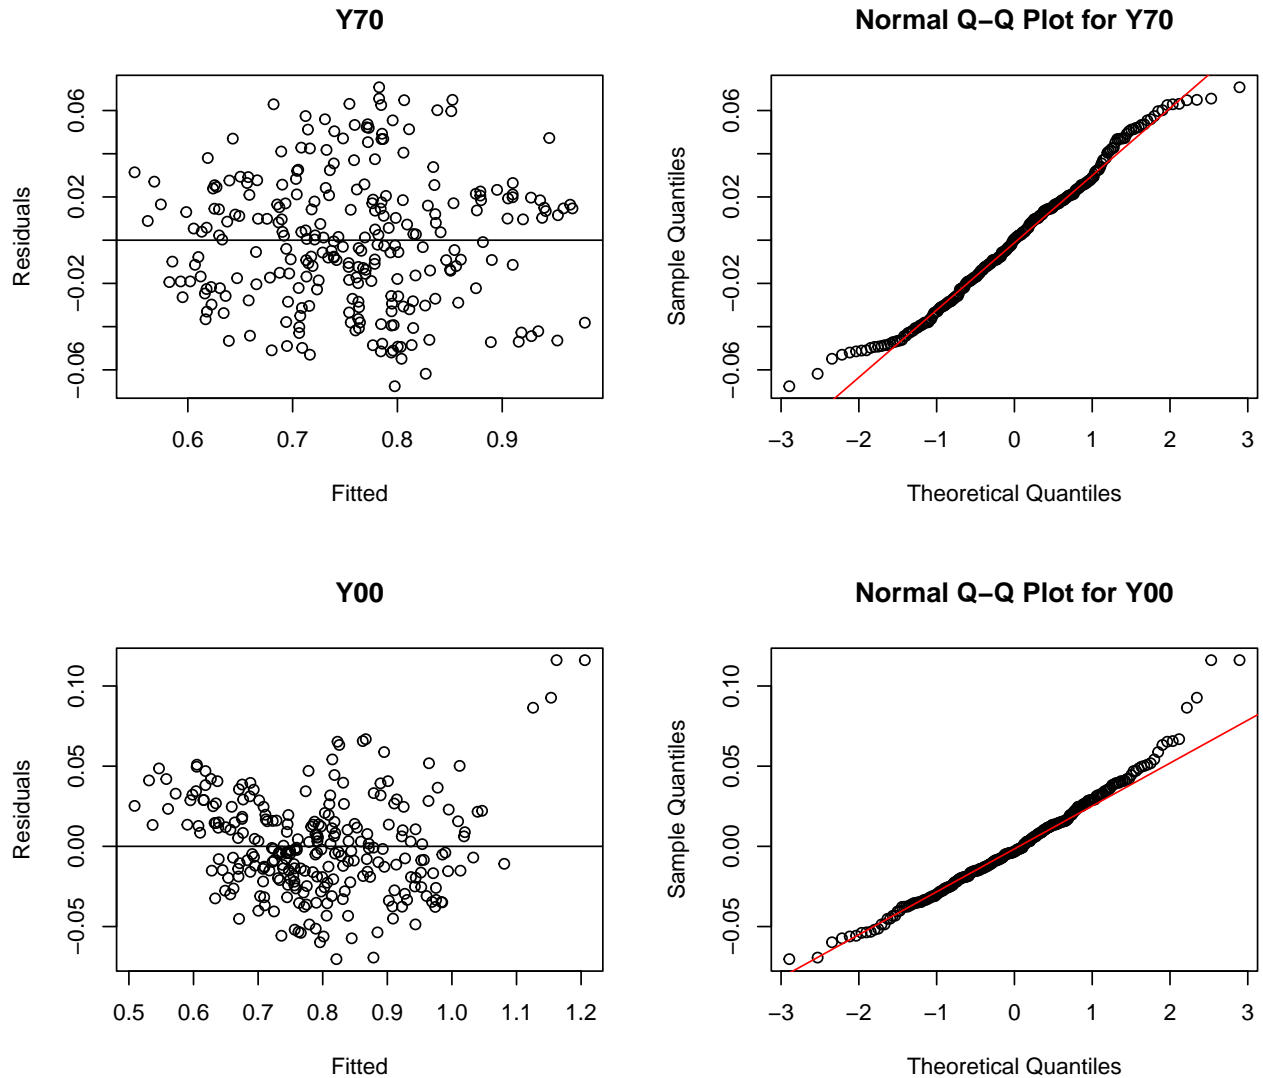 Y70
Residuals
0.06
0.02
−0.02
−0.06
0.6 0.7 0.8 0.9
Fitted
Normal Q−Q Plot for Y70
Sample Quantiles
0.06
0.02
−0.02
−0.06
−3 −2 −1 0 1 2 3
Theoretical Quantiles
Y00
Residuals
0.10
0.05
0.00
−0.05
0.5 0.6 0.7 0.8 0.9 1.0 1.1 1.2
Fitted
Normal Q−Q Plot for Y00
Sample Quantiles
0.10
0.05
0.00
−0.05
−3 −2 −1 0 1 2 3
Theoretical Quantiles